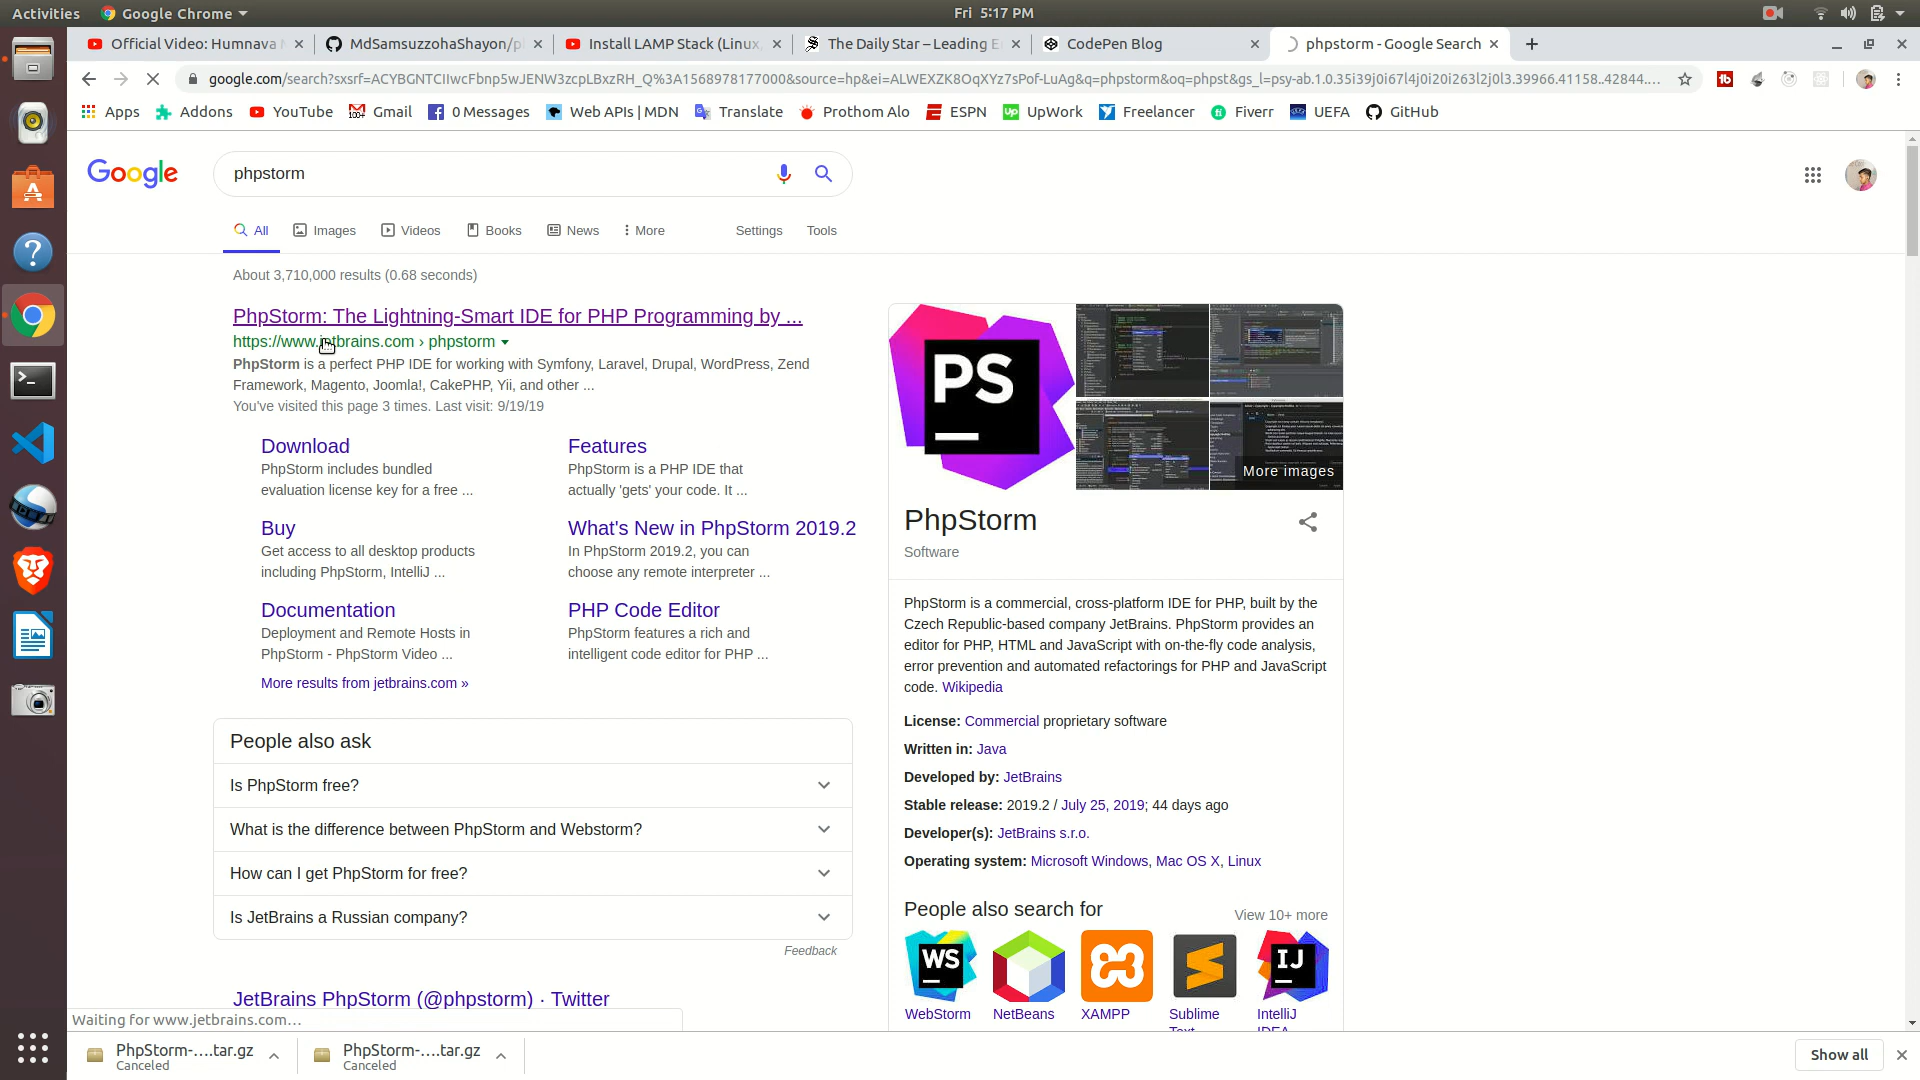 Activities
Google Chrome
Fri 5:17 PM
Official Video: Humnava
MdSamsuzzohaShayon/p
Install LAMP Stack (Linux,
The Daily Star – Leading E
CodePen Blog
phpstorm - Google Search
google.com/search?sxsrf=ACYBGNTCIIwcFbnp5wJENW3zcpLBxzRH_Q%3A1568978177000&source=hp&ei=ALWEXZK8OqXYz7sPof-LuAg&q=phpstorm&oq=phpst&gs_l=psy-ab.1.0.35i39j0i67l4j0i20i263l2j0l3.39966.41158..42844....
Apps
Addons
YouTube
Gmail
0 Messages
Web APIs | MDN
Translate
Prothom Alo
ESPN
UpWork
Freelancer
Fiverr
UEFA
GitHub
Google
phpstorm
All
Images
Videos
Books
News
More
Settings
Tools
About 3,710,000 results (0.68 seconds)
PhpStorm: The Lightning-Smart IDE for PHP Programming by ...
https://www.jetbrains.com › phpstorm
PhpStorm is a perfect PHP IDE for working with Symfony, Laravel, Drupal, WordPress, Zend
Framework, Magento, Joomla!, CakePHP, Yii, and other ...
You've visited this page 3 times. Last visit: 9/19/19
Download
PhpStorm includes bundled
evaluation license key for a free ...
Features
PhpStorm is a PHP IDE that
actually 'gets' your code. It ...
Buy
Get access to all desktop products
including PhpStorm, IntelliJ ...
What's New in PhpStorm 2019.2
In PhpStorm 2019.2, you can
choose any remote interpreter ...
Documentation
Deployment and Remote Hosts in
PhpStorm - PhpStorm Video ...
PHP Code Editor
PhpStorm features a rich and
intelligent code editor for PHP ...
More results from jetbrains.com »
People also ask
Is PhpStorm free?
What is the difference between PhpStorm and Webstorm?
How can I get PhpStorm for free?
Is JetBrains a Russian company?
Feedback
JetBrains PhpStorm (@phpstorm) · Twitter
PS
More images
PhpStorm
Software
PhpStorm is a commercial, cross-platform IDE for PHP, built by the
Czech Republic-based company JetBrains. PhpStorm provides an
editor for PHP, HTML and JavaScript with on-the-fly code analysis,
error prevention and automated refactorings for PHP and JavaScript
code. Wikipedia
License: Commercial proprietary software
Written in: Java
Developed by: JetBrains
Stable release: 2019.2 / July 25, 2019; 44 days ago
Developer(s): JetBrains s.r.o.
Operating system: Microsoft Windows, Mac OS X, Linux
People also search for
View 10+ more
WS
IJ
WebStorm
NetBeans
XAMPP
Sublime
Text
IntelliJ
IDEA
Waiting for www.jetbrains.com...
PhpStorm-....tar.gz
Canceled
PhpStorm-....tar.gz
Canceled
Show all